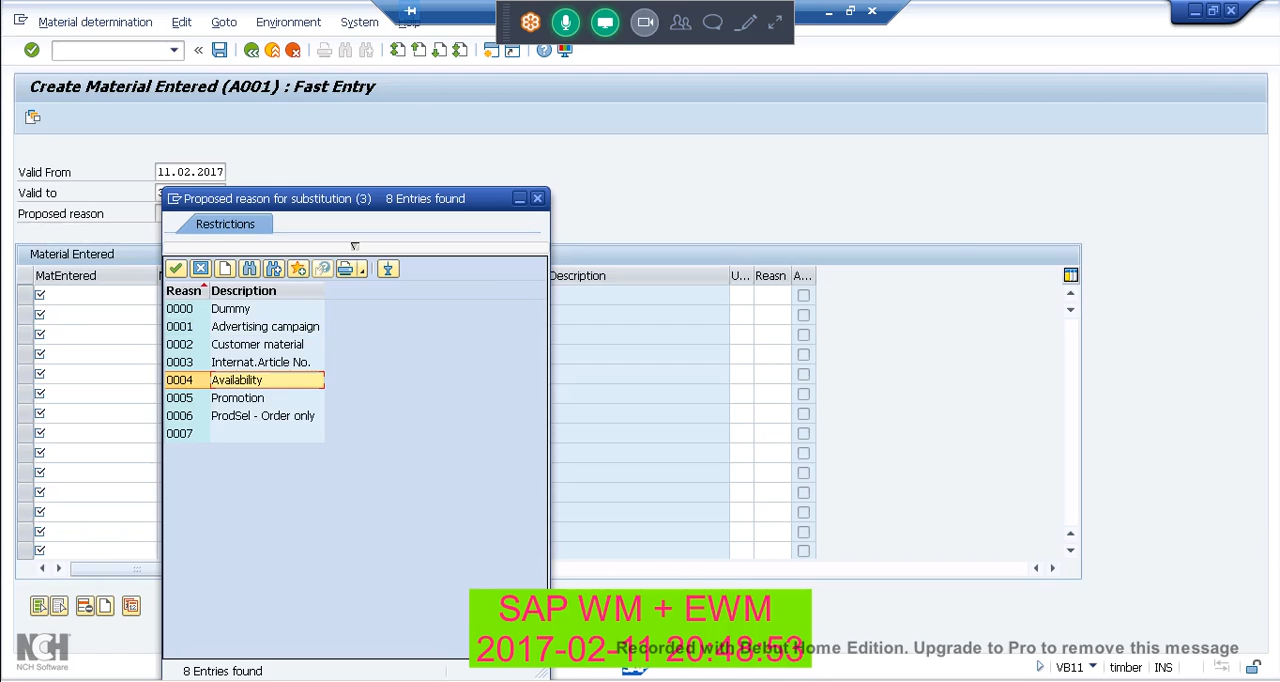 Material determination Edit Goto Environment System Help
Create Material Entered (A001) : Fast Entry
Valid From 11.02.2017
Valid to
Proposed reason
Proposed reason for substitution (3) 8 Entries found
Restrictions
Material Entered
MatEntered Description U... Reasn A...
Reasn Description
0000 Dummy
0001 Advertising campaign
0002 Customer material
0003 Internat.Article No.
0004 Availability
0005 Promotion
0006 ProdSel - Order only
0007
8 Entries found
SAP WM + EWM
2017-02-11 20:48:53
Recorded with Debut Home Edition. Upgrade to Pro to remove this message
NCH
NCH Software
VB11 timber INS